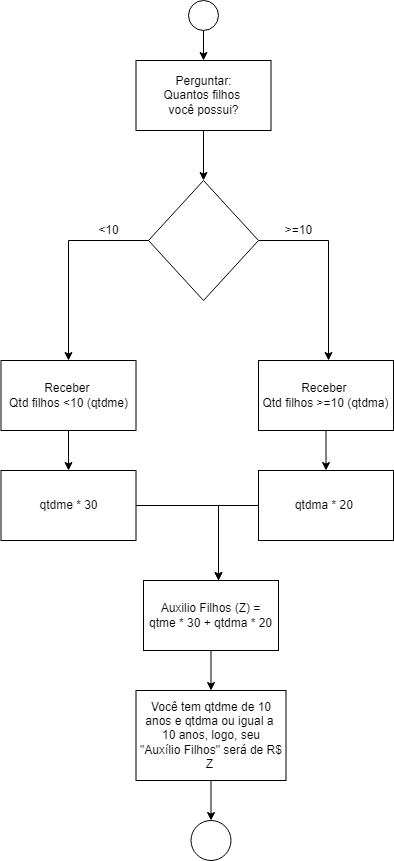 Perguntar:
Quantos filhos
você possui?
<10
>=10
Receber
Qtd filhos <10 (qtdme)
Receber
Qtd filhos >=10 (qtdma)
qtdme * 30
qtdma * 20
Auxilio Filhos (Z) =
qtme * 30 + qtdma * 20
Você tem qtdme de 10
anos e qtdma ou igual a
10 anos, logo, seu
"Auxílio Filhos" será de R$
Z